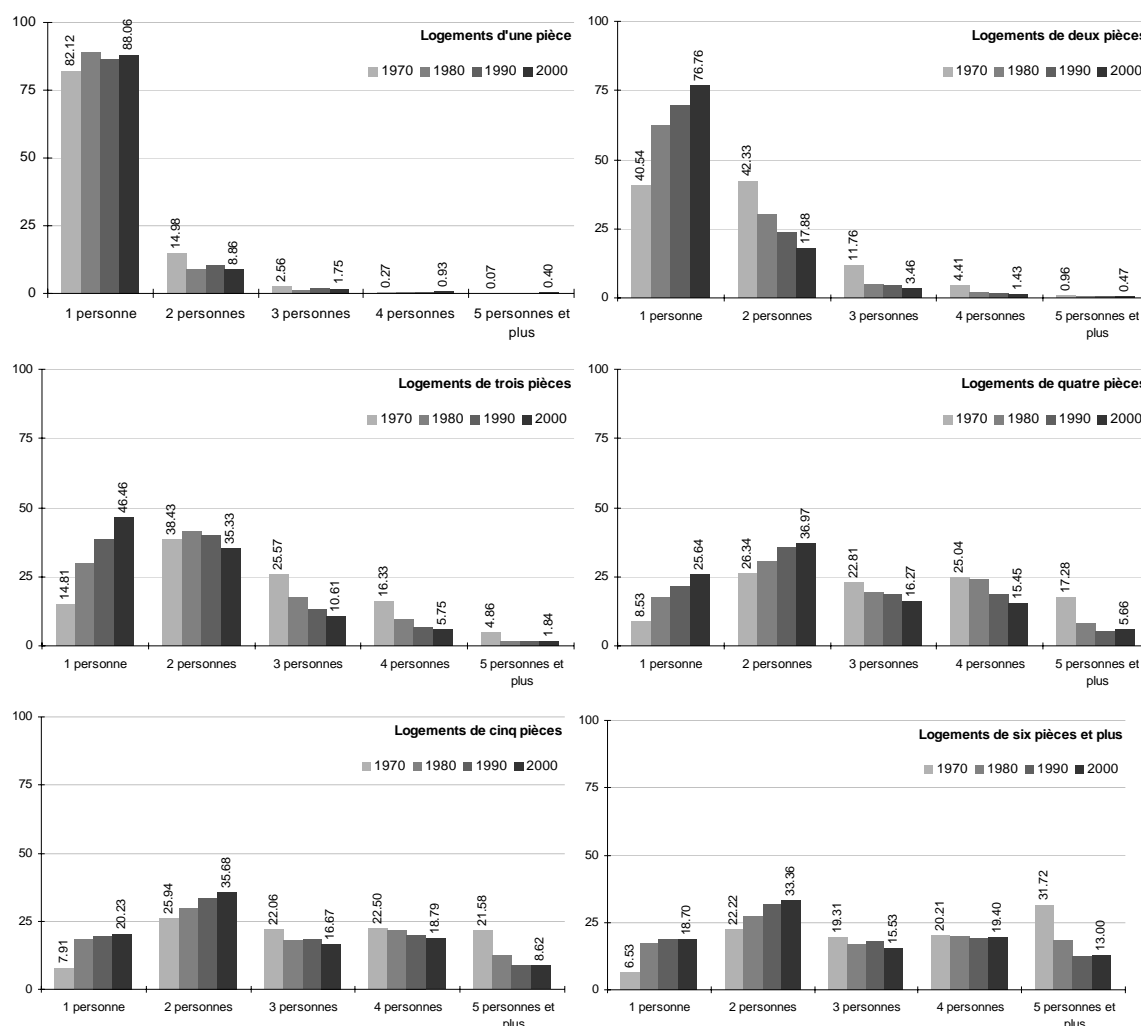 Logements d'une pièce
1970 1980 1990 2000
100
75
50
25
0
82.12 88.06
14.98 8.86
2.56 1.75
0.27 0.93
0.07 0.40
1 personne 2 personnes 3 personnes 4 personnes 5 personnes et
plus
Logements de deux pièces
1970 1980 1990 2000
100
75
50
25
0
40.54 76.76
42.33 17.88
11.76 3.46
4.41 1.43
0.96 0.47
1 personne 2 personnes 3 personnes 4 personnes 5 personnes et
plus
Logements de trois pièces
1970 1980 1990 2000
100
75
50
25
0
14.81 46.46
38.43 35.33
25.57 10.61
16.33 5.75
4.86 1.84
1 personne 2 personnes 3 personnes 4 personnes 5 personnes et
plus
Logements de quatre pièces
1970 1980 1990 2000
100
75
50
25
0
8.53 25.64
26.34 36.97
22.81 16.27
25.04 15.45
17.28 5.66
1 personne 2 personnes 3 personnes 4 personnes 5 personnes et
plus
Logements de cinq pièces
1970 1980 1990 2000
100
75
50
25
0
7.91 20.23
25.94 35.68
22.06 16.67
22.50 18.79
21.58 8.62
1 personne 2 personnes 3 personnes 4 personnes 5 personnes et
plus
Logements de six pièces et plus
1970 1980 1990 2000
100
75
50
25
0
6.53 18.70
22.22 33.36
19.31 15.53
20.21 19.40
31.72 13.00
1 personne 2 personnes 3 personnes 4 personnes 5 personnes et
plus